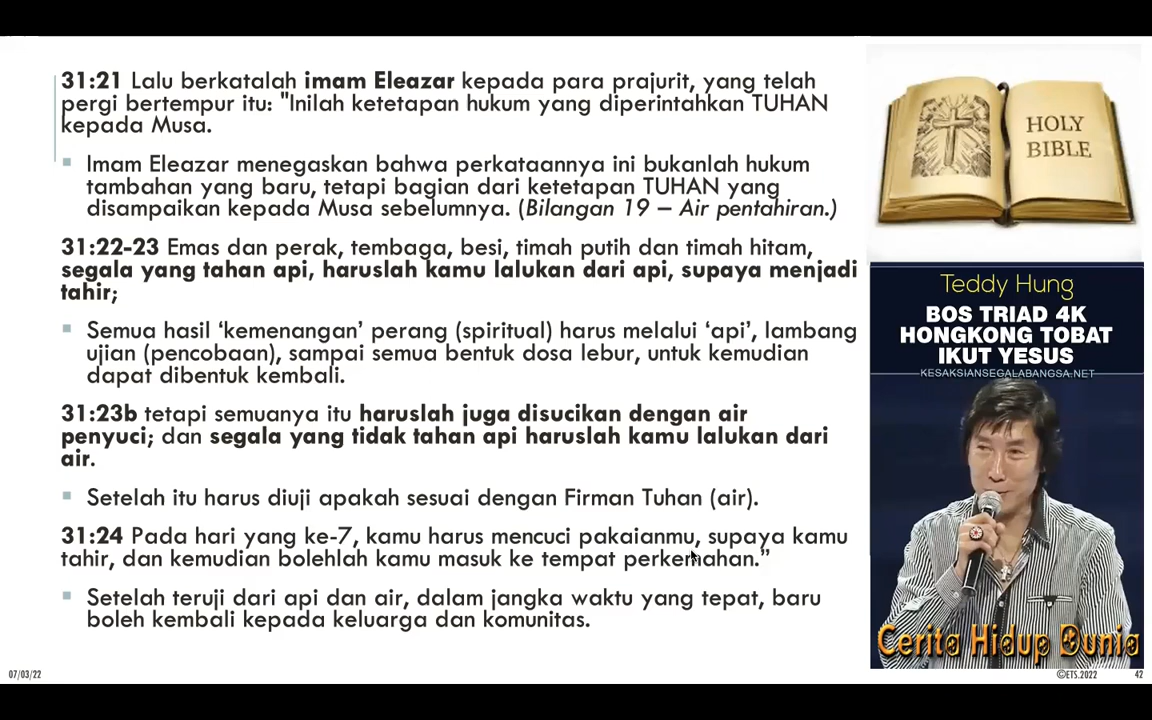 31:21 Lalu berkatalah imam Eleazar kepada para prajurit, yang telah
pergi bertempur itu: "Inilah ketetapan hukum yang diperintahkan TUHAN
kepada Musa.
Imam Eleazar menegaskan bahwa perkataannya ini bukanlah hukum
tambahan yang baru, tetapi bagian dari ketetapan TUHAN yang
disampaikan kepada Musa sebelumnya. (Bilangan 19 – Air pentahiran.)
31:22-23 Emas dan perak, tembaga, besi, timah putih dan timah hitam,
segala yang tahan api, haruslah kamu lalukan dari api, supaya menjadi
tahir;
Semua hasil ‘kemenangan’ perang (spiritual) harus melalui ‘api’, lambang
ujian (pencobaan), sampai semua bentuk dosa lebur, untuk kemudian
dapat dibentuk kembali.
31:23b tetapi semuanya itu haruslah juga disucikan dengan air
penyuci; dan segala yang tidak tahan api haruslah kamu lalukan dari
air.
Setelah itu harus diuji apakah sesuai dengan Firman Tuhan (air).
31:24 Pada hari yang ke-7, kamu harus mencuci pakaianmu, supaya kamu
tahir, dan kemudian bolehlah kamu masuk ke tempat perkemahan.”
Setelah teruji dari api dan air, dalam jangka waktu yang tepat, baru
boleh kembali kepada keluarga dan komunitas.
HOLY
BIBLE
Teddy Hung
BOS TRIAD 4K
HONGKONG TOBAT
IKUT YESUS
KESAKSIANSEGALABANGSA.NET
Cerita Hidup Dunia
07/03/22
©ETS.2022
42